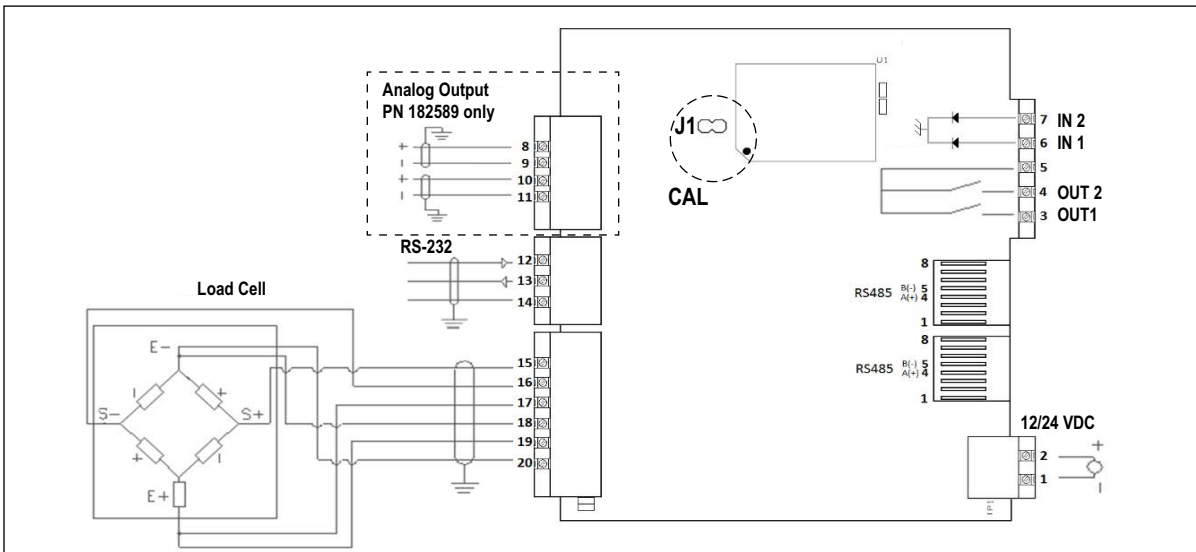 Analog Output
PN 182589 only
+
8
-
9
+
10
-
11
RS-232
12
13
14
Load Cell
E-
S-
S+
E+
-
+
+
-
15
16
17
18
19
20
J1
CAL
U1
7 IN 2
6 IN 1
5
4 OUT 2
3 OUT1
8
RS485 B(-) 5
A(+) 4
1
8
RS485 B(-) 5
A(+) 4
1
12/24 VDC
+
2
1
-
TP1